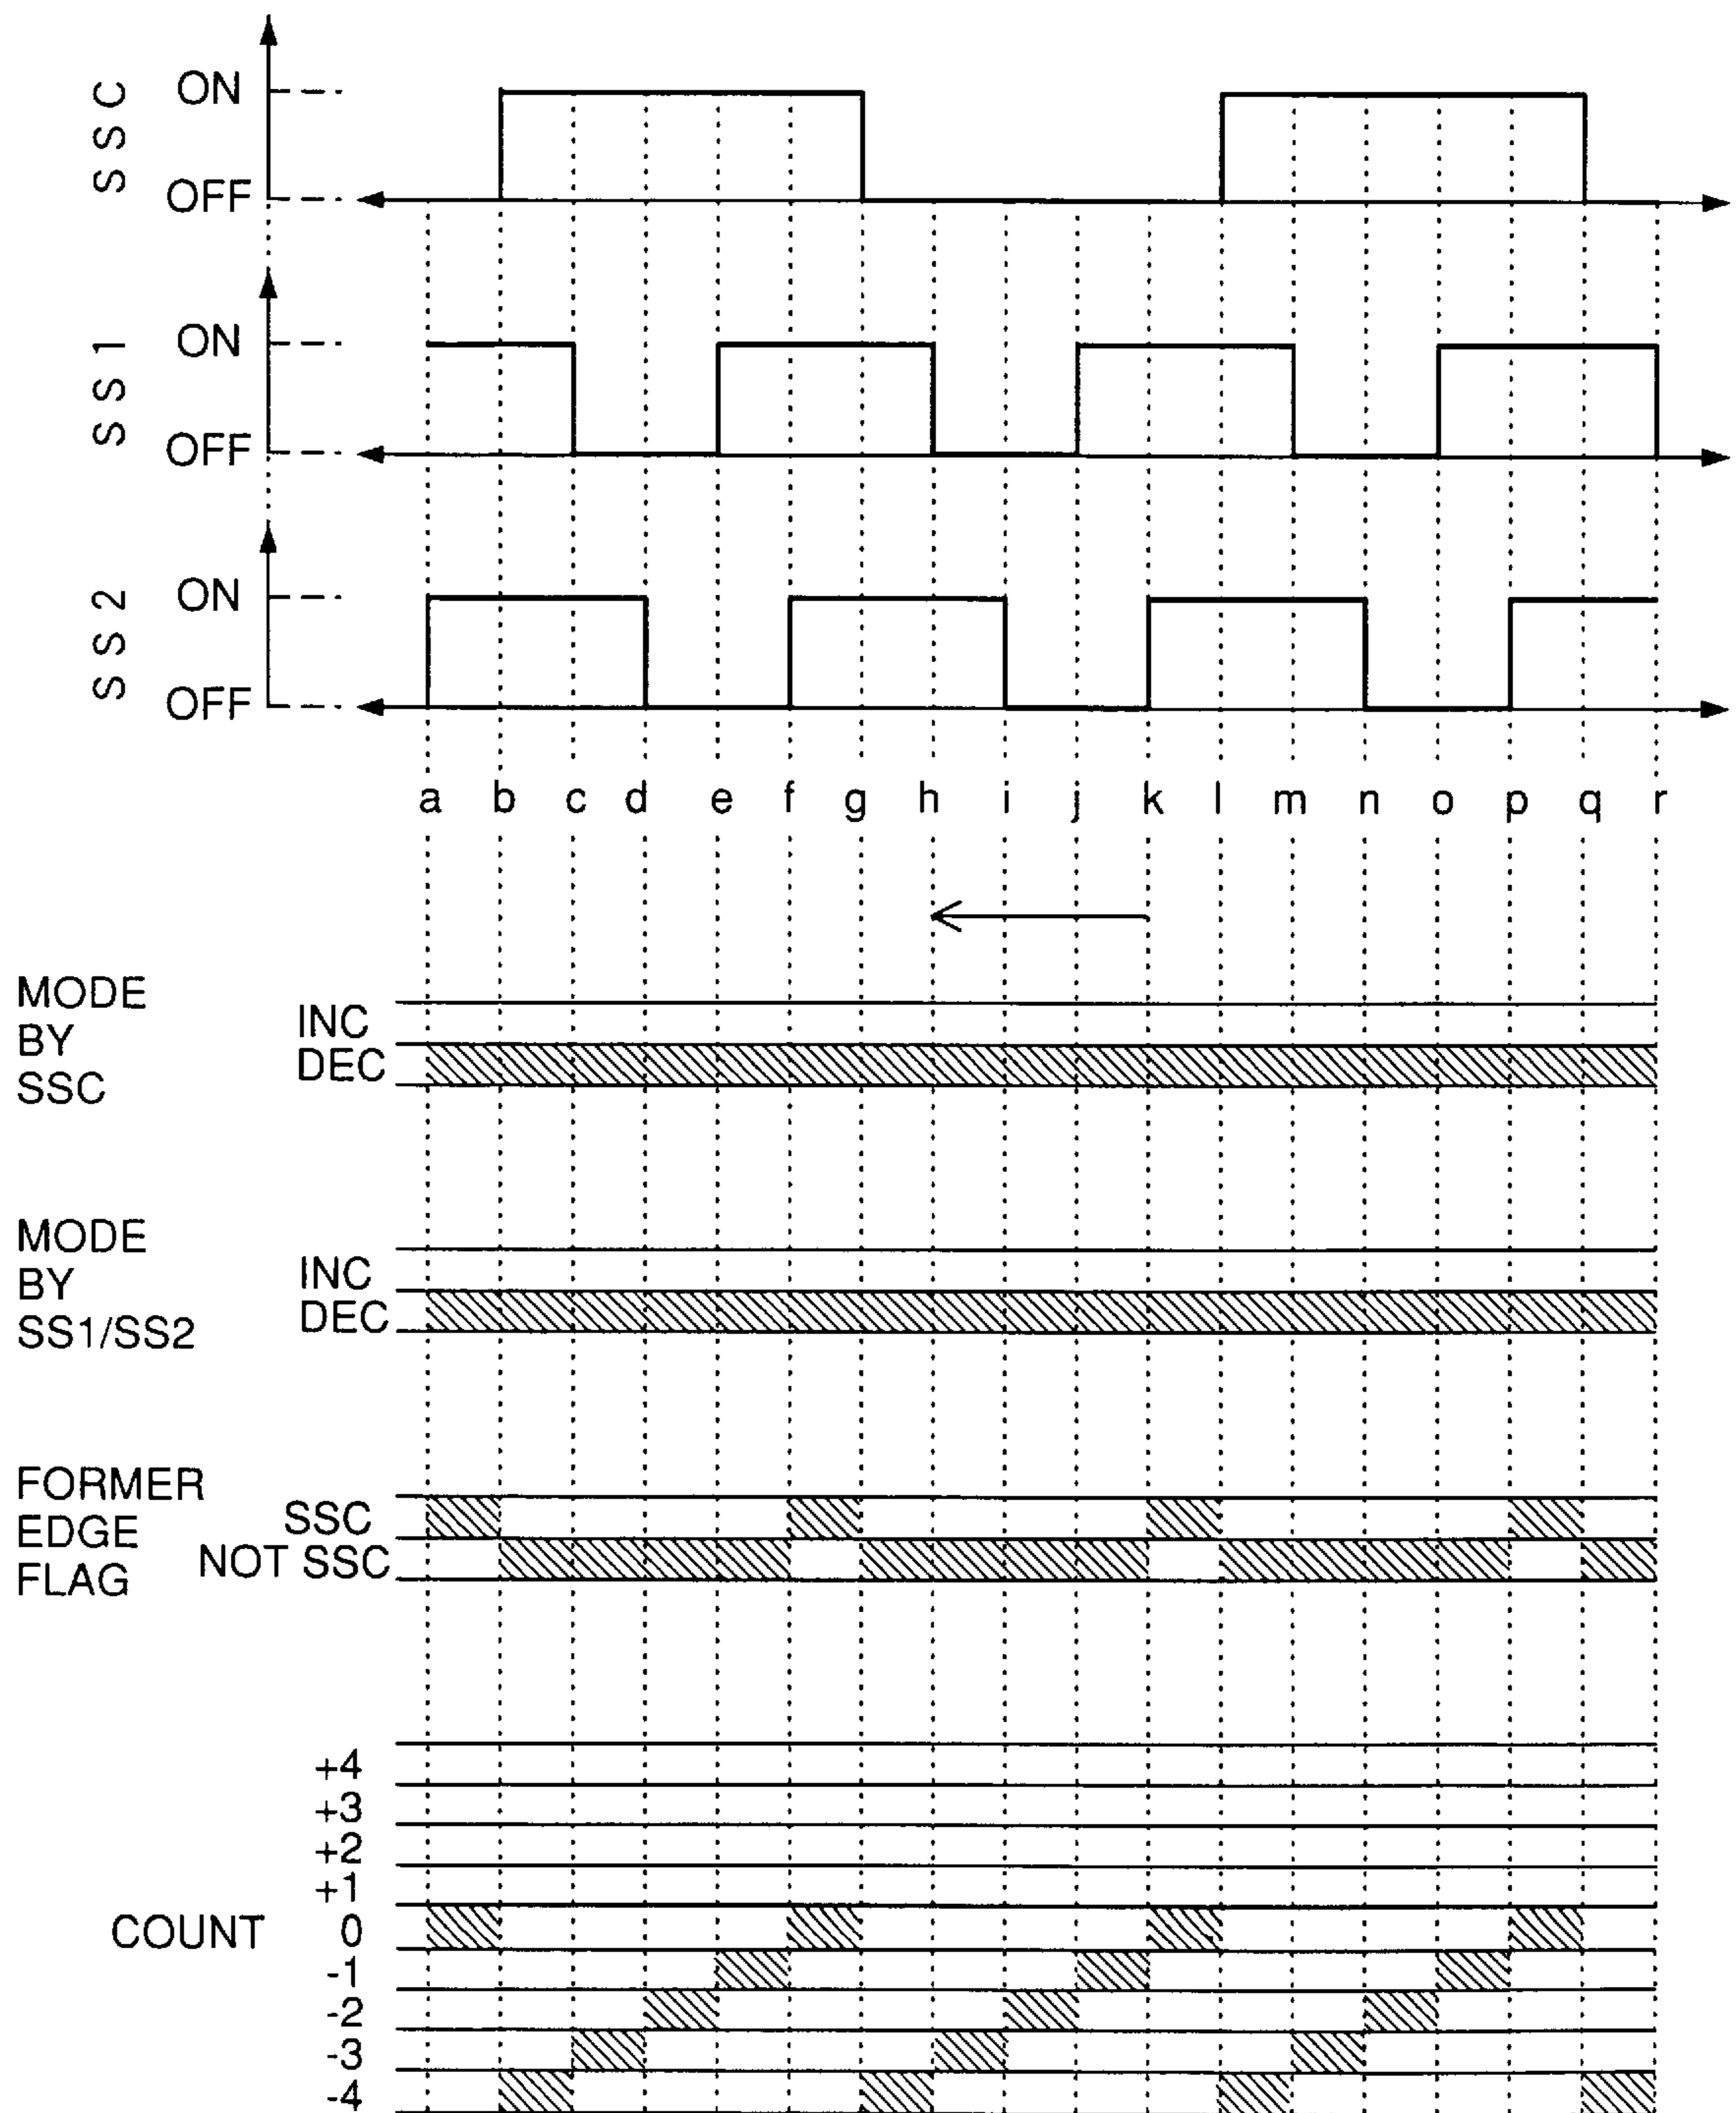 SSC
ON
OFF
SS1
ON
OFF
SS2
ON
OFF
a b c d e f g h i j k l m n o p q r
MODE
BY
SSC
INC
DEC
MODE
BY
SS1/SS2
INC
DEC
FORMER
EDGE
FLAG
SSC
NOT SSC
COUNT
+4
+3
+2
+1
0
-1
-2
-3
-4